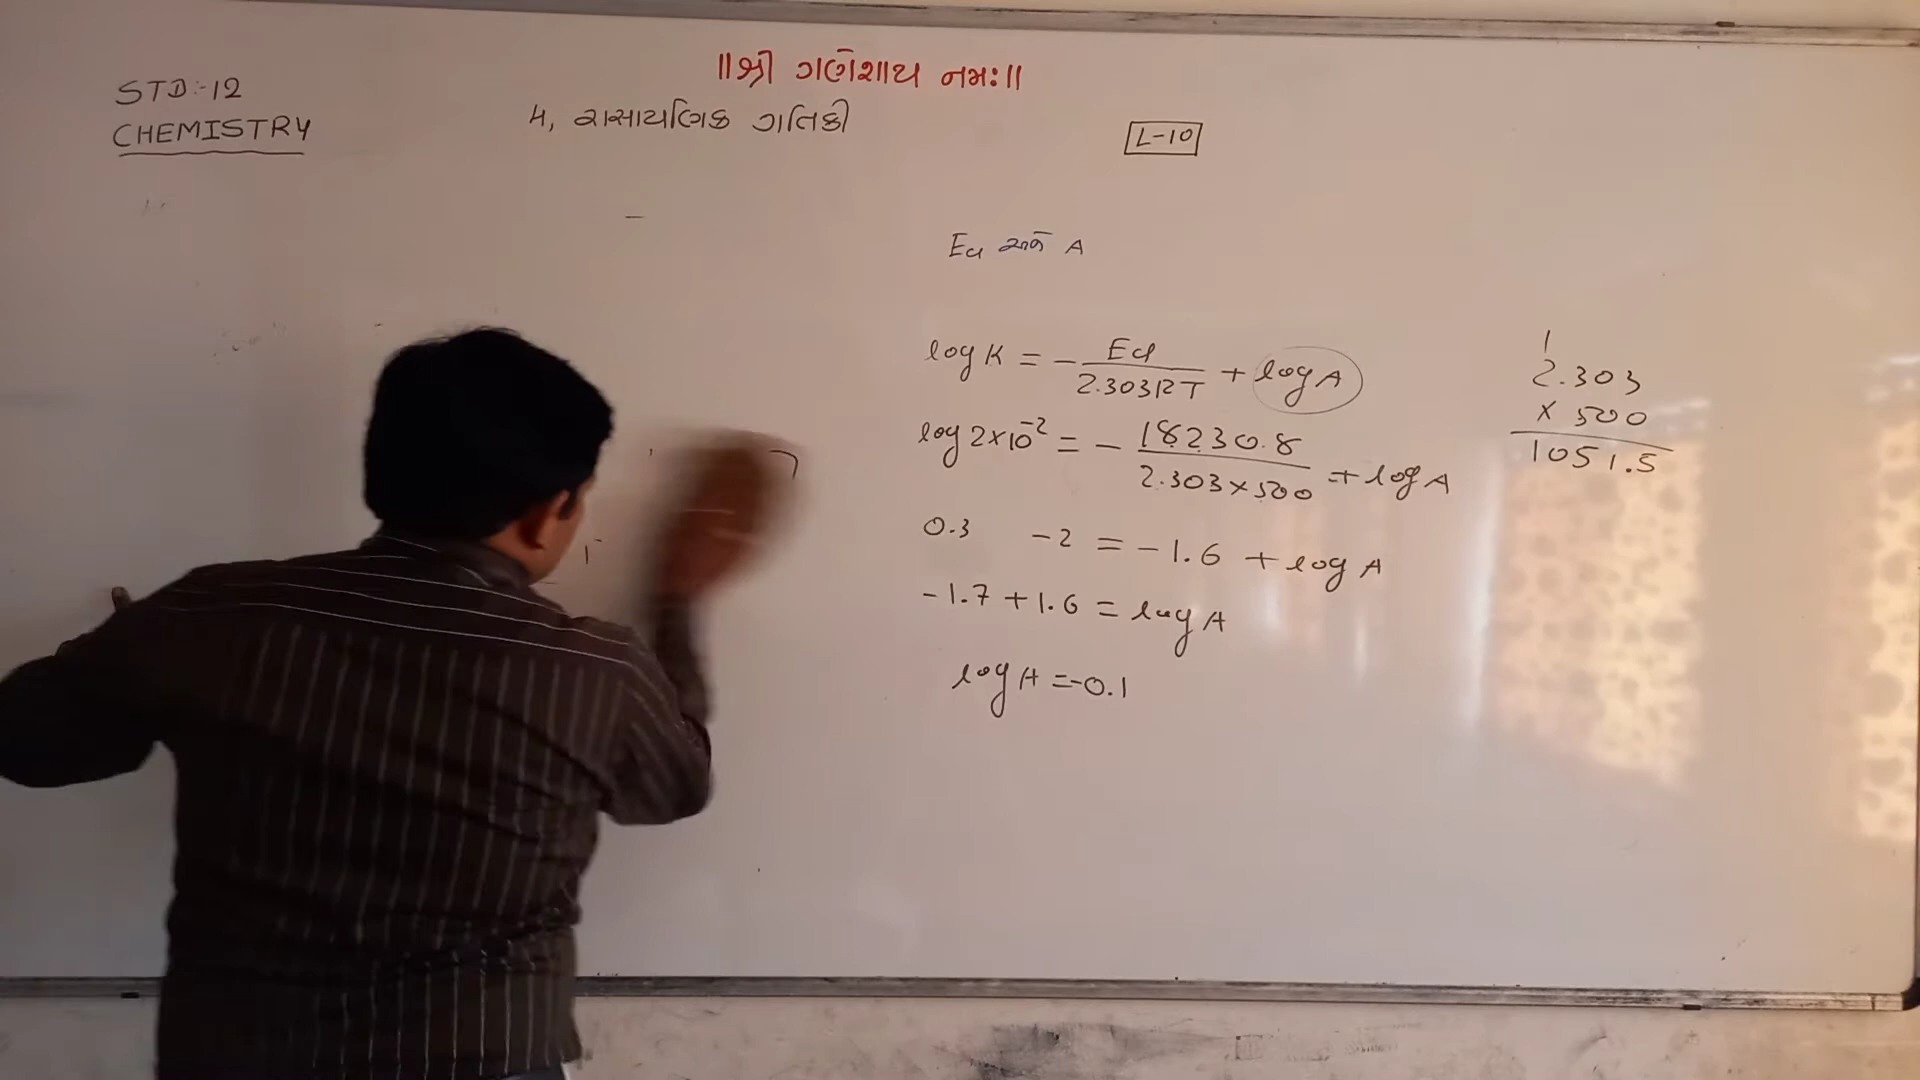 ॥શ્રી ગણેશાય નમઃ॥
STD:-12
CHEMISTRY
4, રાસાયણિક ગતિકી
L-10
Ea અને A
log K = - Ea / 2.303RT + log A
log 2×10⁻² = - 18230.8 / 2.303×500 + log A
0.3 -2 = -1.6 + log A
-1.7 + 1.6 = log A
log A = -0.1
1
2.303
× 500
1051.5